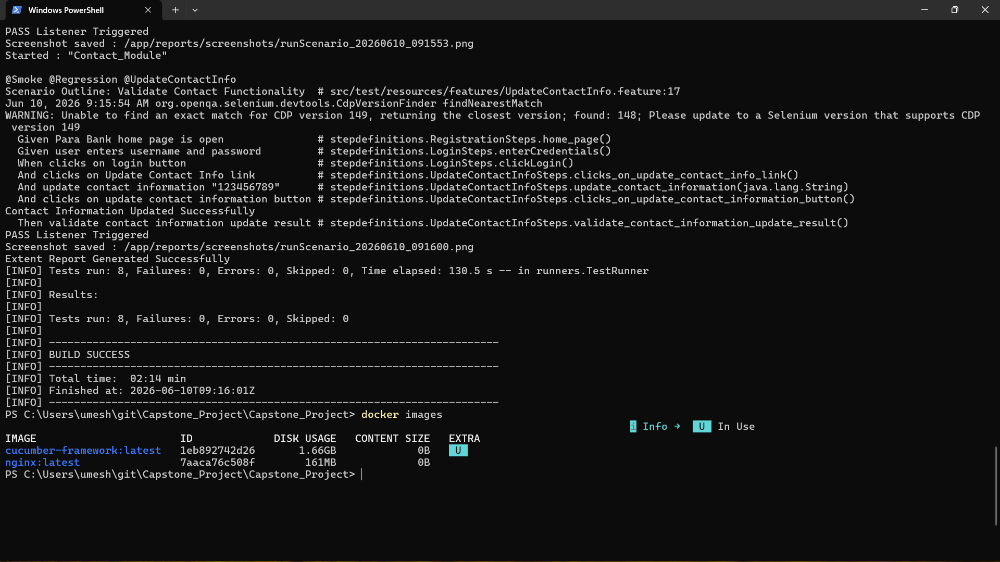 Windows PowerShell
PASS Listener Triggered
Screenshot saved : /app/reports/screenshots/runScenario_20260610_091553.png
Started : "Contact_Module"
@Smoke @Regression @UpdateContactInfo
Scenario Outline: Validate Contact Functionality  # src/test/resources/features/UpdateContactInfo.feature:17
Jun 10, 2026 9:15:54 AM org.openqa.selenium.devtools.CdpVersionFinder findNearestMatch
WARNING: Unable to find an exact match for CDP version 149, returning the closest version; found: 148; Please update to a Selenium version that supports CDP
 version 149
  Given Para Bank home page is open               # stepdefinitions.RegistrationSteps.home_page()
  Given user enters username and password         # stepdefinitions.LoginSteps.enterCredentials()
  When clicks on login button                     # stepdefinitions.LoginSteps.clickLogin()
  And clicks on Update Contact Info link          # stepdefinitions.UpdateContactInfoSteps.clicks_on_update_contact_info_link()
  And update contact information "123456789"      # stepdefinitions.UpdateContactInfoSteps.update_contact_information(java.lang.String)
  And clicks on update contact information button # stepdefinitions.UpdateContactInfoSteps.clicks_on_update_contact_information_button()
Contact Information Updated Successfully
  Then validate contact information update result # stepdefinitions.UpdateContactInfoSteps.validate_contact_information_update_result()
PASS Listener Triggered
Screenshot saved : /app/reports/screenshots/runScenario_20260610_091600.png
Extent Report Generated Successfully
[INFO] Tests run: 8, Failures: 0, Errors: 0, Skipped: 0, Time elapsed: 130.5 s -- in runners.TestRunner
[INFO]
[INFO] Results:
[INFO]
[INFO] Tests run: 8, Failures: 0, Errors: 0, Skipped: 0
[INFO]
[INFO] ------------------------------------------------------------------------
[INFO] BUILD SUCCESS
[INFO] ------------------------------------------------------------------------
[INFO] Total time:  02:14 min
[INFO] Finished at: 2026-06-10T09:16:01Z
[INFO] ------------------------------------------------------------------------
PS C:\Users\umesh\git\Capstone_Project\Capstone_Project> docker images
i Info → U In Use
IMAGE                       ID             DISK USAGE   CONTENT SIZE   EXTRA
cucumber-framework:latest   1eb892742d26       1.66GB             0B    U
nginx:latest                7aaca76c508f        161MB             0B
PS C:\Users\umesh\git\Capstone_Project\Capstone_Project>